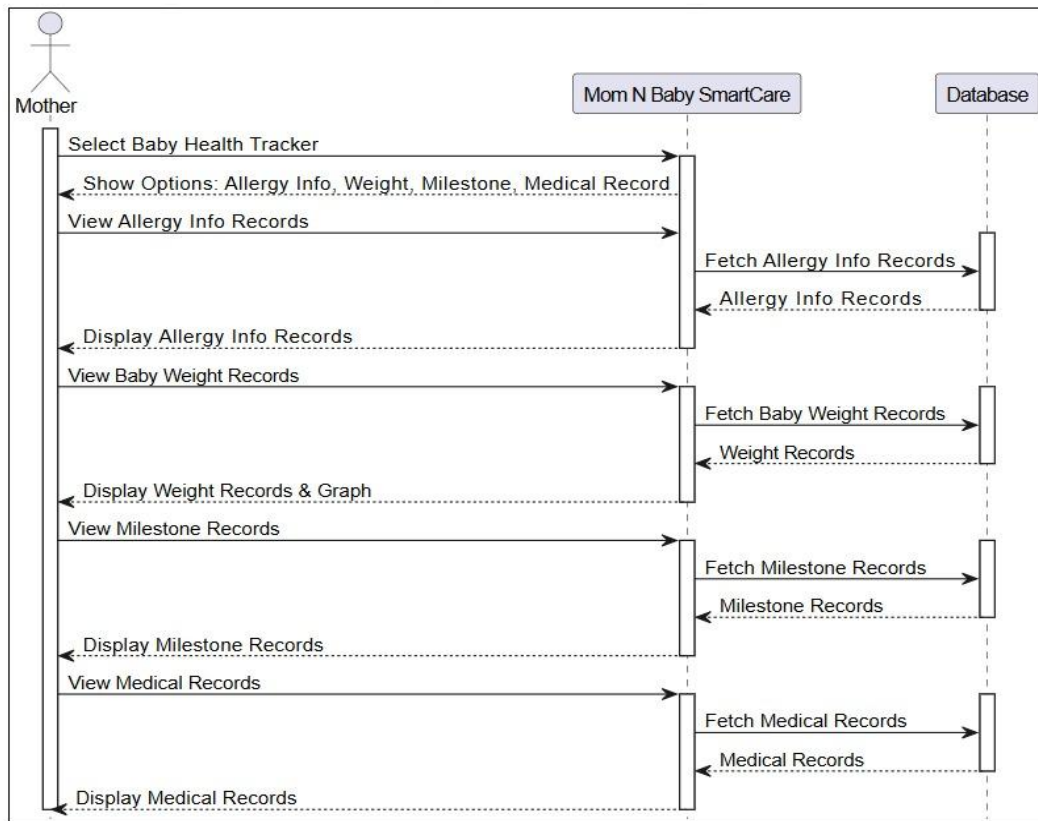 Mother
Mom N Baby SmartCare
Database
Select Baby Health Tracker
Show Options: Allergy Info, Weight, Milestone, Medical Record
View Allergy Info Records
Fetch Allergy Info Records
Allergy Info Records
Display Allergy Info Records
View Baby Weight Records
Fetch Baby Weight Records
Weight Records
Display Weight Records & Graph
View Milestone Records
Fetch Milestone Records
Milestone Records
Display Milestone Records
View Medical Records
Fetch Medical Records
Medical Records
Display Medical Records